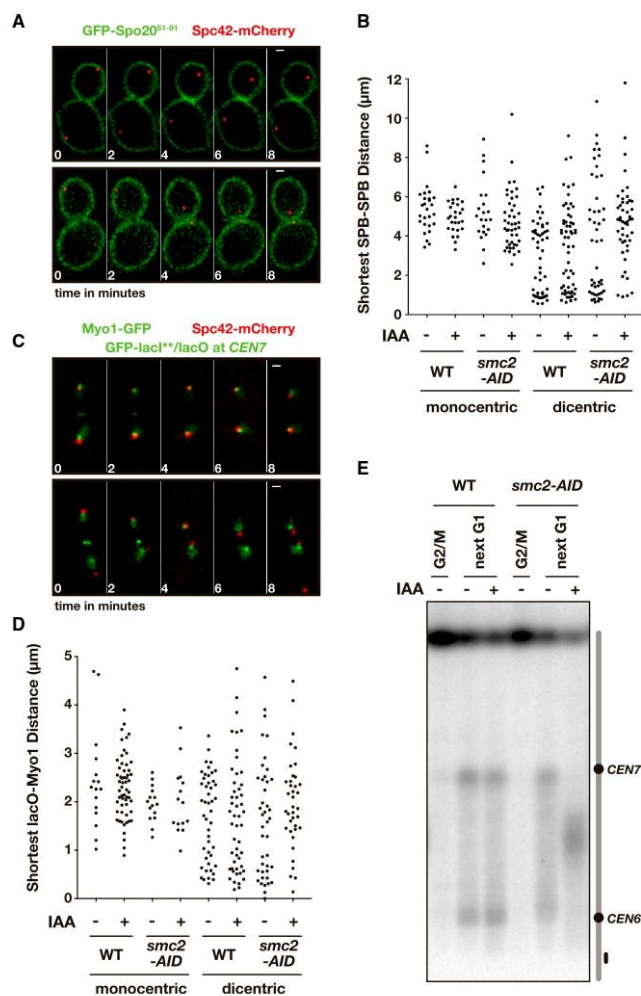 A
GFP-Spo20⁵¹⁻⁹¹ Spc42-mCherry
0 2 4 6 8
0 2 4 6 8
time in minutes
B
Shortest SPB-SPB Distance (µm)
12
10
8
6
4
2
0
IAA - + - + - + - +
WT smc2-AID WT smc2-AID
monocentric dicentric
C
Myo1-GFP Spc42-mCherry
GFP-lacI**/lacO at CEN7
0 2 4 6 8
0 2 4 6 8
time in minutes
D
Shortest lacO-Myo1 Distance (µm)
5
4
3
2
1
0
IAA - + - + - + - +
WT smc2-AID WT smc2-AID
monocentric dicentric
E
WT smc2-AID
G2/M next G1 G2/M next G1
IAA - - + - - +
CEN7
CEN6